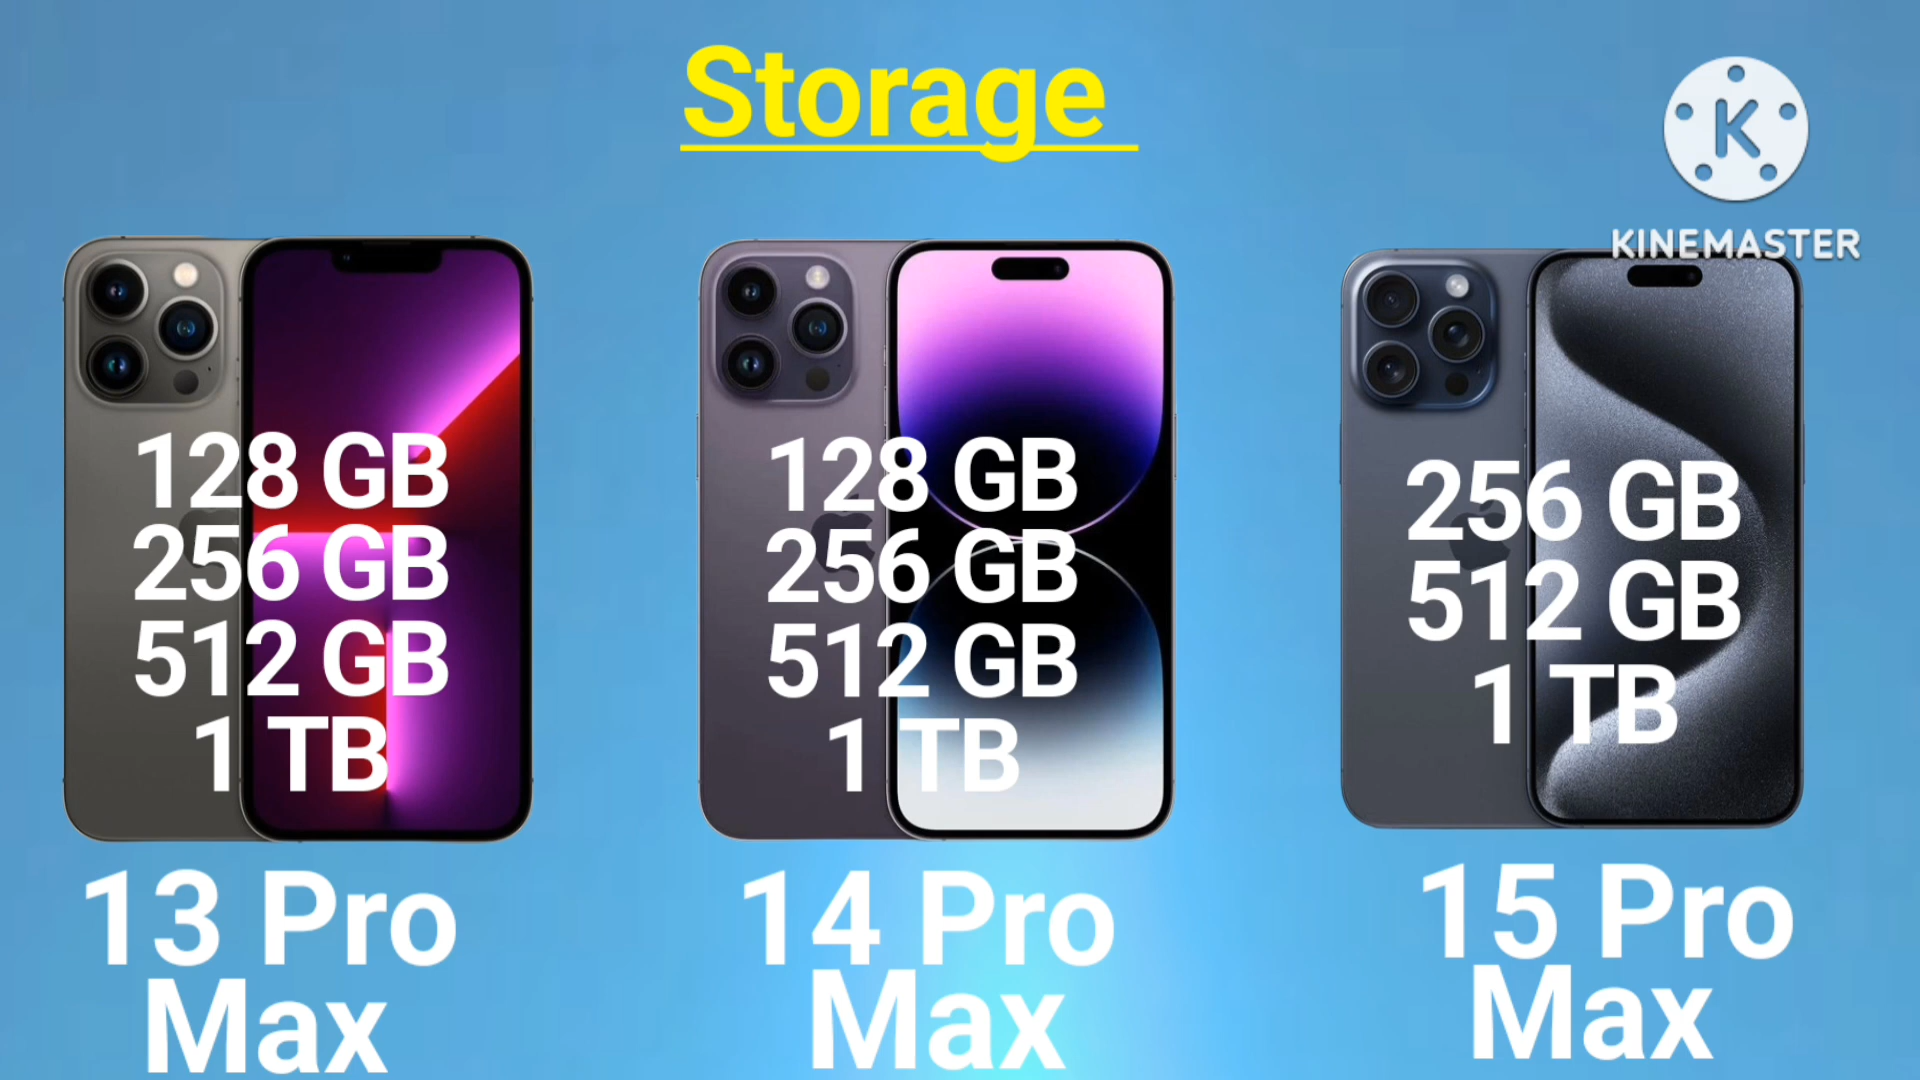 Storage
K
KINEMASTER
128 GB
256 GB
512 GB
1 TB
128 GB
256 GB
512 GB
1 TB
256 GB
512 GB
1 TB
13 Pro
Max
14 Pro
Max
15 Pro
Max